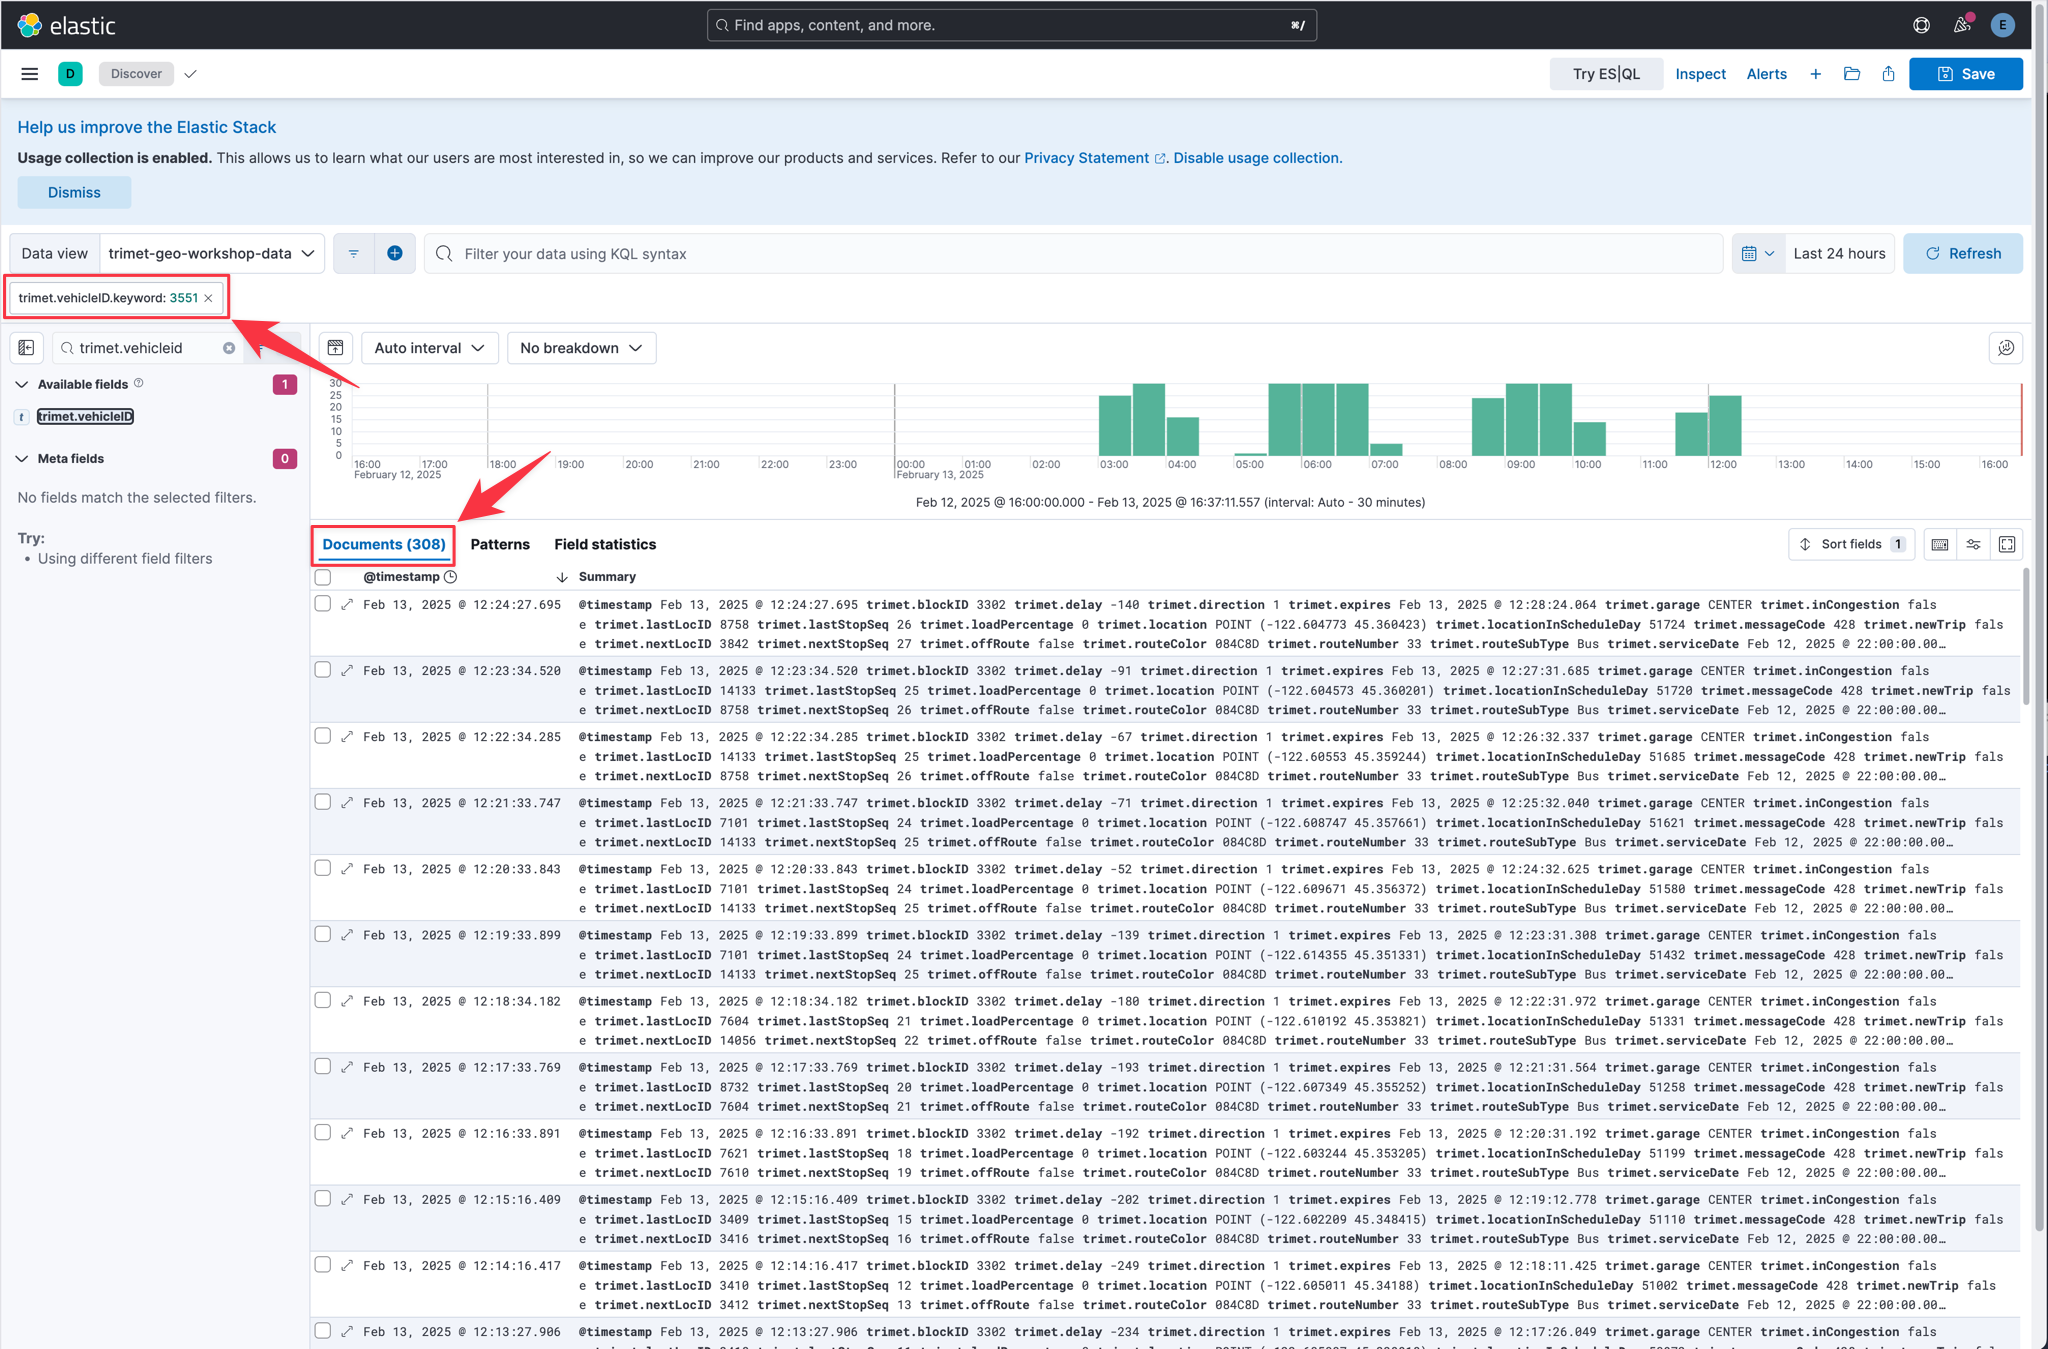 elastic
Find apps, content, and more.
⌘/
E
D
Discover
Try ES|QL
Inspect
Alerts
Save
Help us improve the Elastic Stack
Usage collection is enabled. This allows us to learn what our users are most interested in, so we can improve our products and services. Refer to our Privacy Statement. Disable usage collection.
Dismiss
Data view
trimet-geo-workshop-data
Filter your data using KQL syntax
Last 24 hours
Refresh
trimet.vehicleID.keyword: 3551
trimet.vehicleid
Available fields
1
t
trimet.vehicleID
Meta fields
0
No fields match the selected filters.
Try:
• Using different field filters
Auto interval
No breakdown
30
25
20
15
10
5
0
16:00 17:00 18:00 19:00 20:00 21:00 22:00 23:00 00:00 01:00 02:00 03:00 04:00 05:00 06:00 07:00 08:00 09:00 10:00 11:00 12:00 13:00 14:00 15:00 16:00
February 12, 2025 February 13, 2025
Feb 12, 2025 @ 16:00:00.000 - Feb 13, 2025 @ 16:37:11.557 (interval: Auto - 30 minutes)
Documents (308)
Patterns
Field statistics
Sort fields 1
@timestamp
Summary
Feb 13, 2025 @ 12:24:27.695 @timestamp Feb 13, 2025 @ 12:24:27.695 trimet.blockID 3302 trimet.delay -140 trimet.direction 1 trimet.expires Feb 13, 2025 @ 12:28:24.064 trimet.garage CENTER trimet.inCongestion fals
e trimet.lastLocID 8758 trimet.lastStopSeq 26 trimet.loadPercentage 0 trimet.location POINT (-122.604773 45.360423) trimet.locationInScheduleDay 51724 trimet.messageCode 428 trimet.newTrip fals
e trimet.nextLocID 3842 trimet.nextStopSeq 27 trimet.offRoute false trimet.routeColor 084C8D trimet.routeNumber 33 trimet.routeSubType Bus trimet.serviceDate Feb 12, 2025 @ 22:00:00.00…
Feb 13, 2025 @ 12:23:34.520 @timestamp Feb 13, 2025 @ 12:23:34.520 trimet.blockID 3302 trimet.delay -91 trimet.direction 1 trimet.expires Feb 13, 2025 @ 12:27:31.685 trimet.garage CENTER trimet.inCongestion fals
e trimet.lastLocID 14133 trimet.lastStopSeq 25 trimet.loadPercentage 0 trimet.location POINT (-122.604573 45.360201) trimet.locationInScheduleDay 51720 trimet.messageCode 428 trimet.newTrip fals
e trimet.nextLocID 8758 trimet.nextStopSeq 26 trimet.offRoute false trimet.routeColor 084C8D trimet.routeNumber 33 trimet.routeSubType Bus trimet.serviceDate Feb 12, 2025 @ 22:00:00.00…
Feb 13, 2025 @ 12:22:34.285 @timestamp Feb 13, 2025 @ 12:22:34.285 trimet.blockID 3302 trimet.delay -67 trimet.direction 1 trimet.expires Feb 13, 2025 @ 12:26:32.337 trimet.garage CENTER trimet.inCongestion fals
e trimet.lastLocID 14133 trimet.lastStopSeq 25 trimet.loadPercentage 0 trimet.location POINT (-122.60553 45.359244) trimet.locationInScheduleDay 51685 trimet.messageCode 428 trimet.newTrip fals
e trimet.nextLocID 8758 trimet.nextStopSeq 26 trimet.offRoute false trimet.routeColor 084C8D trimet.routeNumber 33 trimet.routeSubType Bus trimet.serviceDate Feb 12, 2025 @ 22:00:00.00…
Feb 13, 2025 @ 12:21:33.747 @timestamp Feb 13, 2025 @ 12:21:33.747 trimet.blockID 3302 trimet.delay -71 trimet.direction 1 trimet.expires Feb 13, 2025 @ 12:25:32.040 trimet.garage CENTER trimet.inCongestion fals
e trimet.lastLocID 7101 trimet.lastStopSeq 24 trimet.loadPercentage 0 trimet.location POINT (-122.608747 45.357661) trimet.locationInScheduleDay 51621 trimet.messageCode 428 trimet.newTrip fals
e trimet.nextLocID 14133 trimet.nextStopSeq 25 trimet.offRoute false trimet.routeColor 084C8D trimet.routeNumber 33 trimet.routeSubType Bus trimet.serviceDate Feb 12, 2025 @ 22:00:00.00…
Feb 13, 2025 @ 12:20:33.843 @timestamp Feb 13, 2025 @ 12:20:33.843 trimet.blockID 3302 trimet.delay -52 trimet.direction 1 trimet.expires Feb 13, 2025 @ 12:24:32.625 trimet.garage CENTER trimet.inCongestion fals
e trimet.lastLocID 7101 trimet.lastStopSeq 24 trimet.loadPercentage 0 trimet.location POINT (-122.609671 45.356372) trimet.locationInScheduleDay 51580 trimet.messageCode 428 trimet.newTrip fals
e trimet.nextLocID 14133 trimet.nextStopSeq 25 trimet.offRoute false trimet.routeColor 084C8D trimet.routeNumber 33 trimet.routeSubType Bus trimet.serviceDate Feb 12, 2025 @ 22:00:00.00…
Feb 13, 2025 @ 12:19:33.899 @timestamp Feb 13, 2025 @ 12:19:33.899 trimet.blockID 3302 trimet.delay -139 trimet.direction 1 trimet.expires Feb 13, 2025 @ 12:23:31.308 trimet.garage CENTER trimet.inCongestion fals
e trimet.lastLocID 7101 trimet.lastStopSeq 24 trimet.loadPercentage 0 trimet.location POINT (-122.614355 45.351331) trimet.locationInScheduleDay 51432 trimet.messageCode 428 trimet.newTrip fals
e trimet.nextLocID 14133 trimet.nextStopSeq 25 trimet.offRoute false trimet.routeColor 084C8D trimet.routeNumber 33 trimet.routeSubType Bus trimet.serviceDate Feb 12, 2025 @ 22:00:00.00…
Feb 13, 2025 @ 12:18:34.182 @timestamp Feb 13, 2025 @ 12:18:34.182 trimet.blockID 3302 trimet.delay -180 trimet.direction 1 trimet.expires Feb 13, 2025 @ 12:22:31.972 trimet.garage CENTER trimet.inCongestion fals
e trimet.lastLocID 7604 trimet.lastStopSeq 21 trimet.loadPercentage 0 trimet.location POINT (-122.610192 45.353821) trimet.locationInScheduleDay 51331 trimet.messageCode 428 trimet.newTrip fals
e trimet.nextLocID 14056 trimet.nextStopSeq 22 trimet.offRoute false trimet.routeColor 084C8D trimet.routeNumber 33 trimet.routeSubType Bus trimet.serviceDate Feb 12, 2025 @ 22:00:00.00…
Feb 13, 2025 @ 12:17:33.769 @timestamp Feb 13, 2025 @ 12:17:33.769 trimet.blockID 3302 trimet.delay -193 trimet.direction 1 trimet.expires Feb 13, 2025 @ 12:21:31.564 trimet.garage CENTER trimet.inCongestion fals
e trimet.lastLocID 8732 trimet.lastStopSeq 20 trimet.loadPercentage 0 trimet.location POINT (-122.607349 45.355252) trimet.locationInScheduleDay 51258 trimet.messageCode 428 trimet.newTrip fals
e trimet.nextLocID 7604 trimet.nextStopSeq 21 trimet.offRoute false trimet.routeColor 084C8D trimet.routeNumber 33 trimet.routeSubType Bus trimet.serviceDate Feb 12, 2025 @ 22:00:00.00…
Feb 13, 2025 @ 12:16:33.891 @timestamp Feb 13, 2025 @ 12:16:33.891 trimet.blockID 3302 trimet.delay -192 trimet.direction 1 trimet.expires Feb 13, 2025 @ 12:20:31.192 trimet.garage CENTER trimet.inCongestion fals
e trimet.lastLocID 7621 trimet.lastStopSeq 18 trimet.loadPercentage 0 trimet.location POINT (-122.603244 45.353205) trimet.locationInScheduleDay 51199 trimet.messageCode 428 trimet.newTrip fals
e trimet.nextLocID 7610 trimet.nextStopSeq 19 trimet.offRoute false trimet.routeColor 084C8D trimet.routeNumber 33 trimet.routeSubType Bus trimet.serviceDate Feb 12, 2025 @ 22:00:00.00…
Feb 13, 2025 @ 12:15:16.409 @timestamp Feb 13, 2025 @ 12:15:16.409 trimet.blockID 3302 trimet.delay -202 trimet.direction 1 trimet.expires Feb 13, 2025 @ 12:19:12.778 trimet.garage CENTER trimet.inCongestion fals
e trimet.lastLocID 3409 trimet.lastStopSeq 15 trimet.loadPercentage 0 trimet.location POINT (-122.602209 45.348415) trimet.locationInScheduleDay 51110 trimet.messageCode 428 trimet.newTrip fals
e trimet.nextLocID 3416 trimet.nextStopSeq 16 trimet.offRoute false trimet.routeColor 084C8D trimet.routeNumber 33 trimet.routeSubType Bus trimet.serviceDate Feb 12, 2025 @ 22:00:00.00…
Feb 13, 2025 @ 12:14:16.417 @timestamp Feb 13, 2025 @ 12:14:16.417 trimet.blockID 3302 trimet.delay -249 trimet.direction 1 trimet.expires Feb 13, 2025 @ 12:18:11.425 trimet.garage CENTER trimet.inCongestion fals
e trimet.lastLocID 3410 trimet.lastStopSeq 12 trimet.loadPercentage 0 trimet.location POINT (-122.605011 45.34188) trimet.locationInScheduleDay 51002 trimet.messageCode 428 trimet.newTrip fals
e trimet.nextLocID 3412 trimet.nextStopSeq 13 trimet.offRoute false trimet.routeColor 084C8D trimet.routeNumber 33 trimet.routeSubType Bus trimet.serviceDate Feb 12, 2025 @ 22:00:00.00…
Feb 13, 2025 @ 12:13:27.906 @timestamp Feb 13, 2025 @ 12:13:27.906 trimet.blockID 3302 trimet.delay -234 trimet.direction 1 trimet.expires Feb 13, 2025 @ 12:17:26.049 trimet.garage CENTER trimet.inCongestion fals